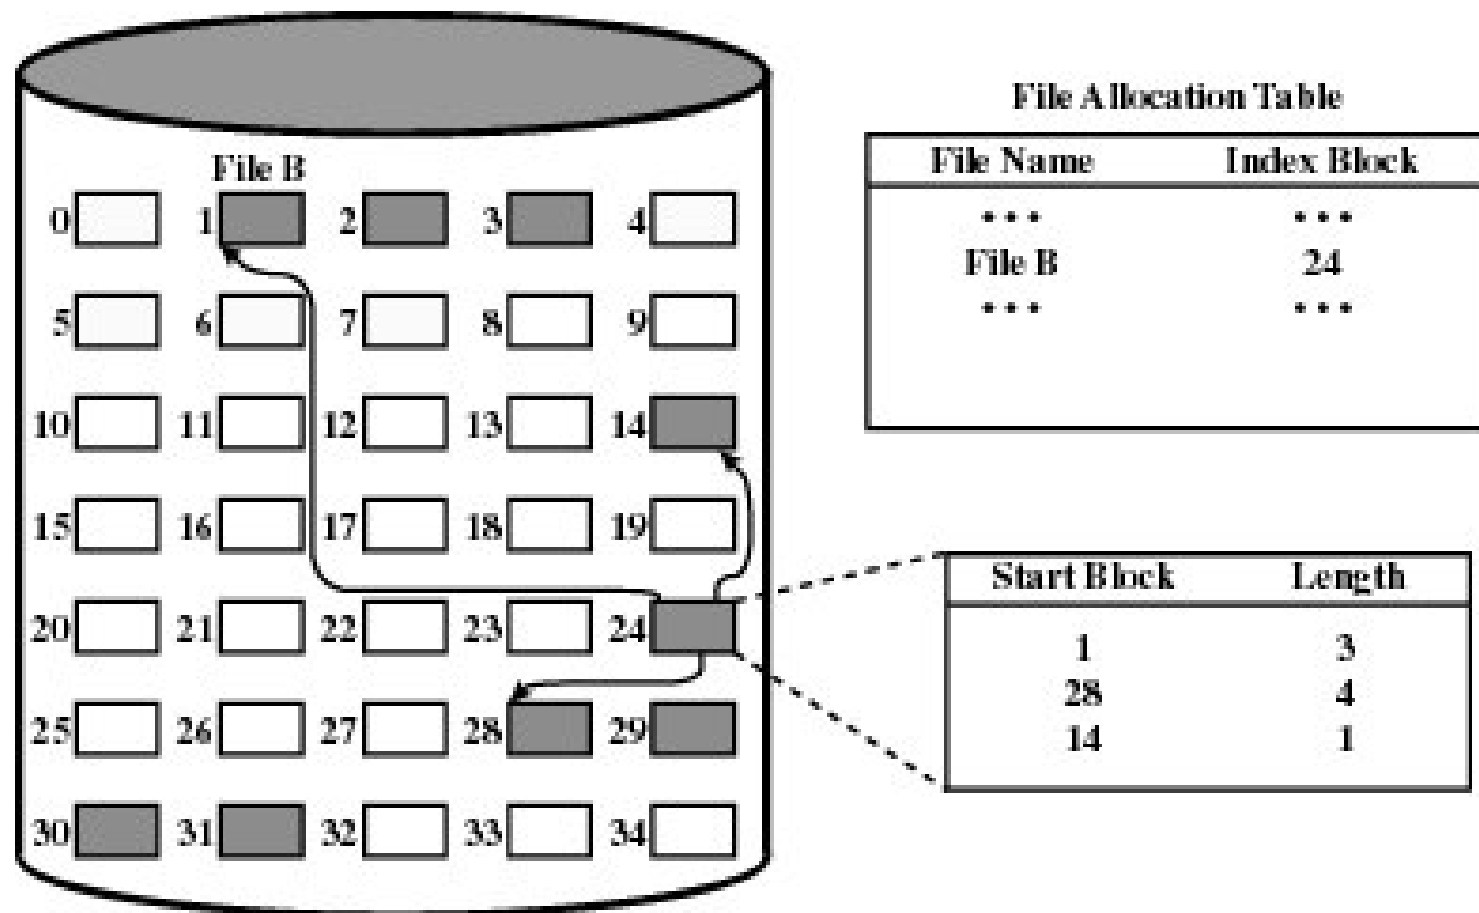 File Allocation Table
File Name Index Block
• • • • • •
File B 24
• • • • • •
File B
0 1 2 3 4
5 6 7 8 9
10 11 12 13 14
15 16 17 18 19
20 21 22 23 24
25 26 27 28 29
30 31 32 33 34
Start Block Length
1 3
28 4
14 1